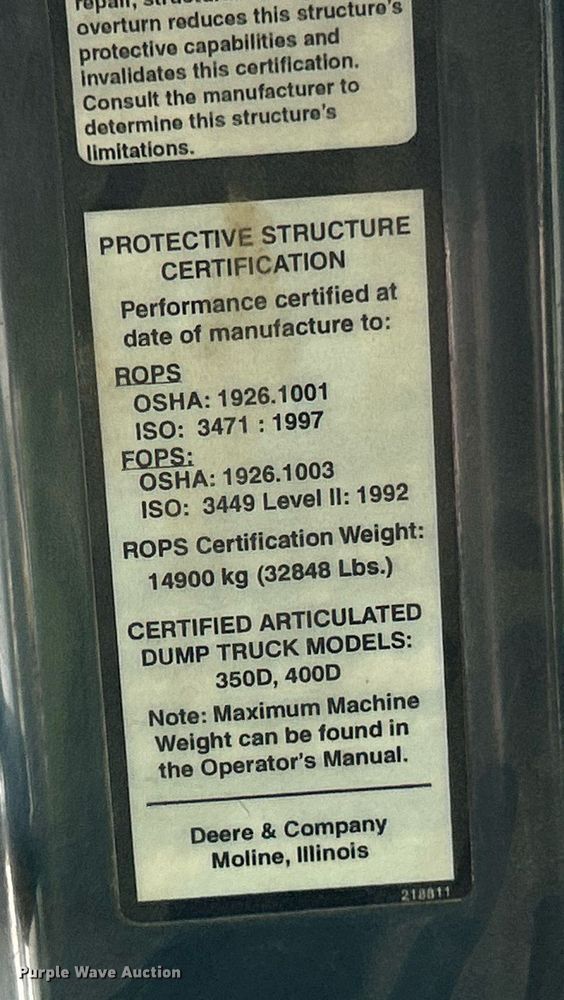 repair,
overturn reduces this structure's
protective capabilities and
invalidates this certification.
Consult the manufacturer to
determine this structure's
limitations.
PROTECTIVE STRUCTURE
CERTIFICATION
Performance certified at
date of manufacture to:
ROPS
OSHA: 1926.1001
ISO: 3471 : 1997
FOPS:
OSHA: 1926.1003
ISO: 3449 Level II: 1992
ROPS Certification Weight:
14900 kg (32848 Lbs.)
CERTIFIED ARTICULATED
DUMP TRUCK MODELS:
350D, 400D
Note: Maximum Machine
Weight can be found in
the Operator's Manual.
Deere & Company
Moline, Illinois
Purple Wave Auction